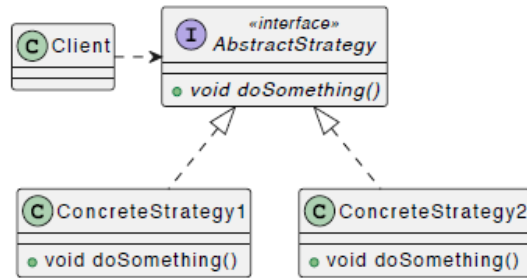 C Client
«interface»
I AbstractStrategy
void doSomething()
C ConcreteStrategy1
void doSomething()
C ConcreteStrategy2
void doSomething()